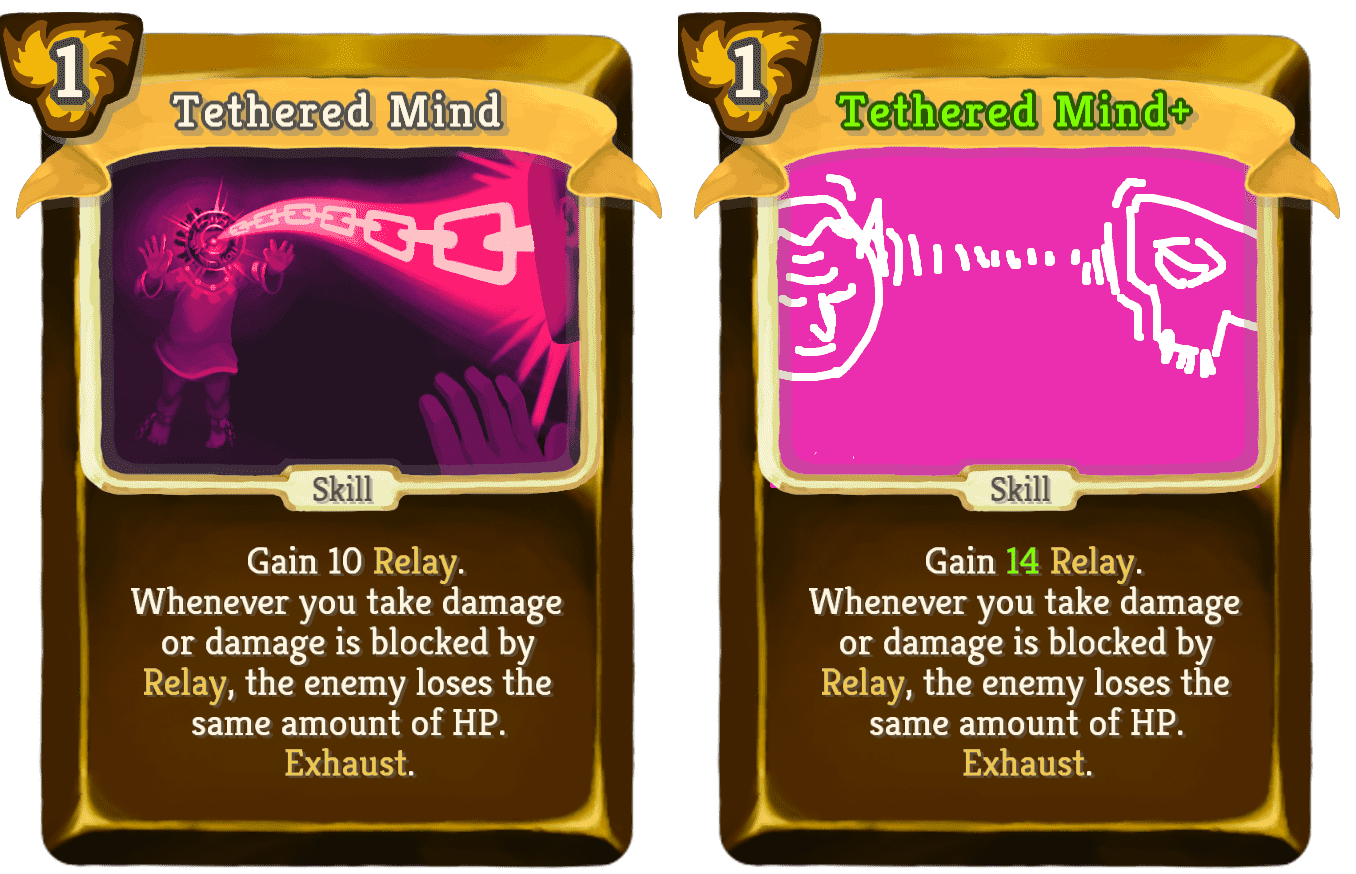 1
Tethered Mind
Skill
Gain 10 Relay.
Whenever you take damage
or damage is blocked by
Relay, the enemy loses the
same amount of HP.
Exhaust.
1
Tethered Mind+
Skill
Gain 14 Relay.
Whenever you take damage
or damage is blocked by
Relay, the enemy loses the
same amount of HP.
Exhaust.